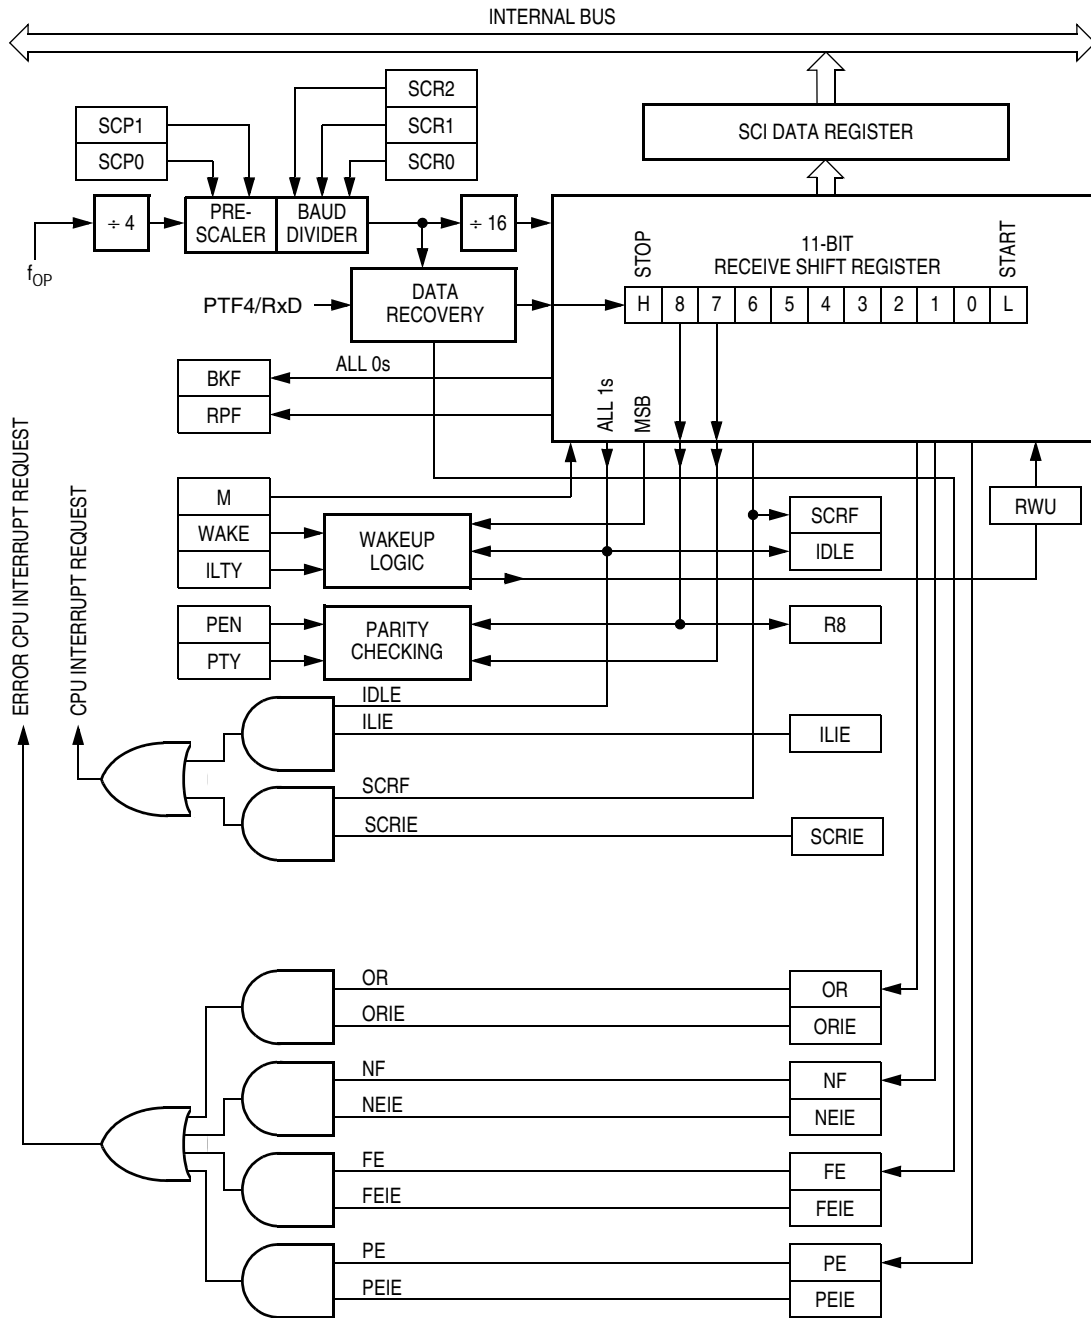 INTERNAL BUS
SCR2
SCR1
SCR0
SCP1
SCP0
SCI DATA REGISTER
÷ 4
PRE-
SCALER
BAUD
DIVIDER
÷ 16
fOP
STOP
11-BIT
RECEIVE SHIFT REGISTER
START
H 8 7 6 5 4 3 2 1 0 L
PTF4/RxD
DATA
RECOVERY
ALL 0s
BKF
RPF
ALL 1s
MSB
M
WAKE
ILTY
WAKEUP
LOGIC
SCRF
IDLE
RWU
PEN
PTY
PARITY
CHECKING
R8
ERROR CPU INTERRUPT REQUEST
CPU INTERRUPT REQUEST
IDLE
ILIE
ILIE
SCRF
SCRIE
SCRIE
OR
ORIE
OR
ORIE
NF
NEIE
NF
NEIE
FE
FEIE
FE
FEIE
PE
PEIE
PE
PEIE